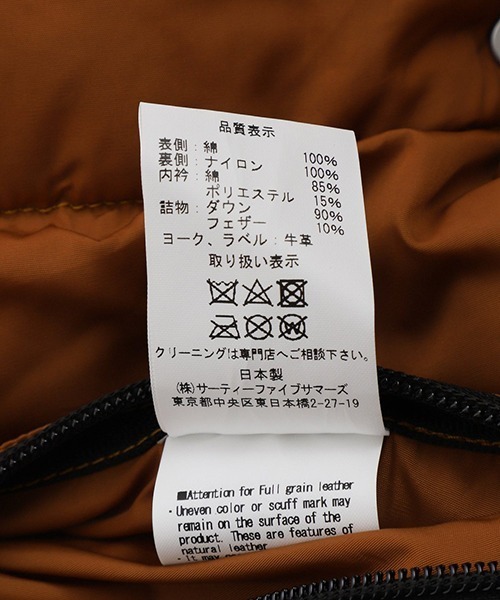 品質表示
表側：綿 100%
裏側：ナイロン 100%
内衿：綿 85%
ポリエステル 15%
詰物：ダウン 90%
フェザー 10%
ヨーク、ラベル：牛革
取り扱い表示
クリーニングは専門店へご相談下さい。
日本製
(株)サーティーファイブサマーズ
東京都中央区東日本橋2-27-19
■Attention for Full grain leather
・Uneven color or scuff mark may
remain on the surface of the
product. These are features of
natural leather.
・It may